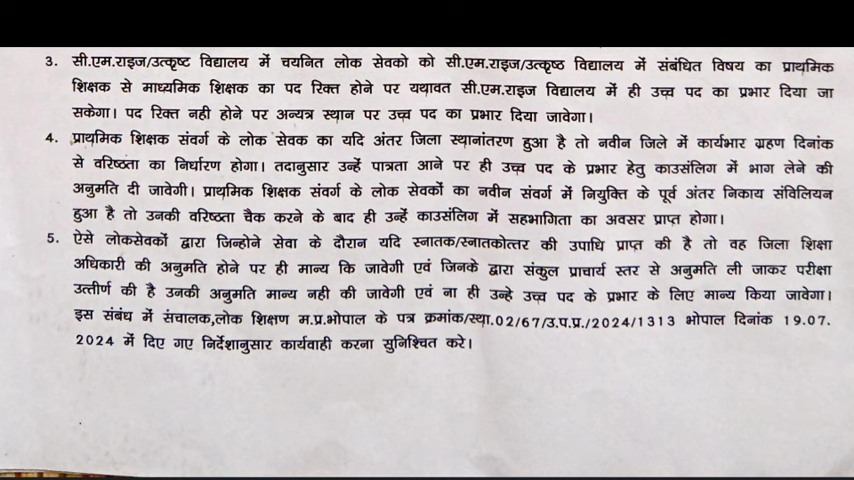 3. सी.एम.राइज/उत्कृष्ट विद्यालय में चयनित लोक सेवको को सी.एम.राइज/उत्कृष्ठ विद्यालय में संबंधित विषय का प्राथमिक
शिक्षक से माध्यमिक शिक्षक का पद रिक्त होने पर यथावत सी.एम.राइज विद्यालय में ही उच्च पद का प्रभार दिया जा
सकेगा। पद रिक्त नही होने पर अन्यत्र स्थान पर उच्च पद का प्रभार दिया जावेगा।
4. प्राथमिक शिक्षक संवर्ग के लोक सेवक का यदि अंतर जिला स्थानांतरण हुआ है तो नवीन जिले में कार्यभार ग्रहण दिनांक
से वरिष्ठता का निर्धारण होगा। तदानुसार उन्हें पात्रता आने पर ही उच्च पद के प्रभार हेतु काउसंलिग में भाग लेने की
अनुमति दी जावेगी। प्राथमिक शिक्षक संवर्ग के लोक सेवकों का नवीन संवर्ग में नियुक्ति के पूर्व अंतर निकाय संविलियन
हुआ है तो उनकी वरिष्ठता चैक करने के बाद ही उन्हें काउसंलिग में सहभागिता का अवसर प्राप्त होगा।
5. ऐसे लोकसेवकों द्वारा जिन्होने सेवा के दौरान यदि स्नातक/स्नातकोत्तर की उपाधि प्राप्त की है तो वह जिला शिक्षा
अधिकारी की अनुमति होने पर ही मान्य कि जावेगी एवं जिनके द्वारा संकुल प्राचार्य स्तर से अनुमति ली जाकर परीक्षा
उत्तीर्ण की है उनकी अनुमति मान्य नही की जावेगी एवं ना ही उन्हे उच्च पद के प्रभार के लिए मान्य किया जावेगा।
इस संबंध में संचालक,लोक शिक्षण म.प्र.भोपाल के पत्र क्रमांक/स्था.02/67/उ.प.प्र./2024/1313 भोपाल दिनांक 19.07.
2024 में दिए गए निर्देशानुसार कार्यवाही करना सुनिश्चित करे।